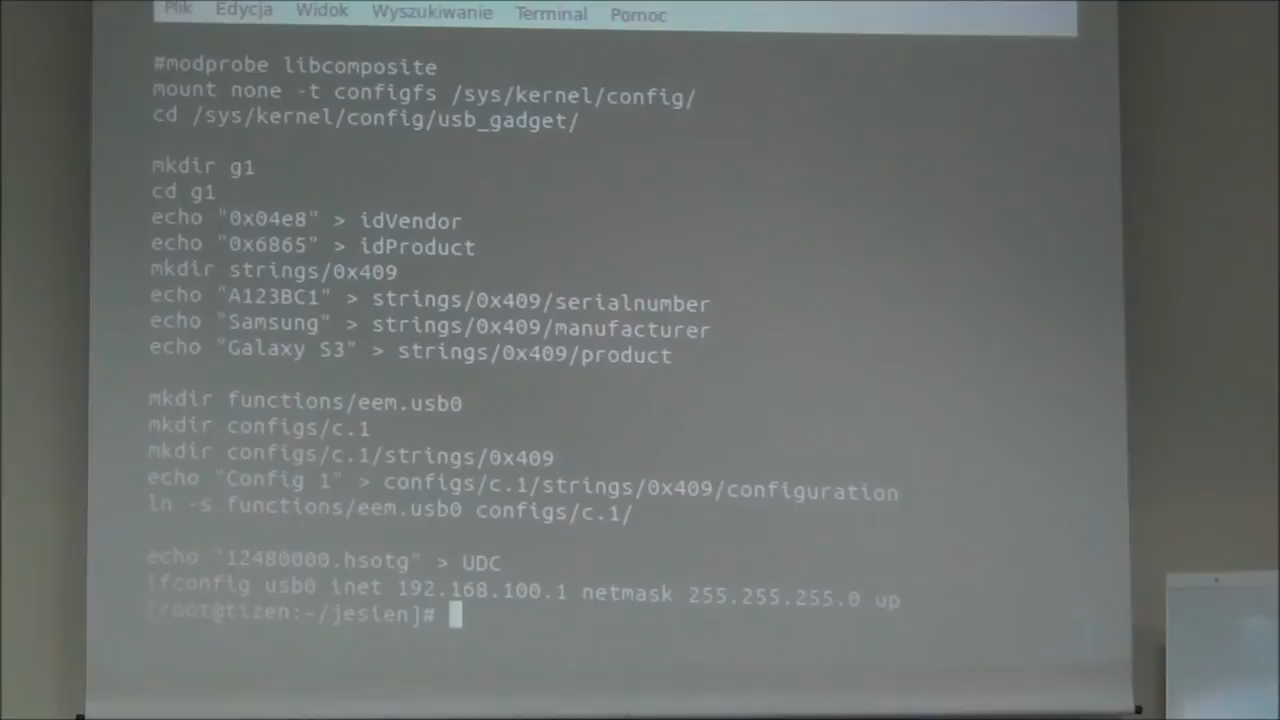 Plik Edycja Widok Wyszukiwanie Terminal Pomoc
#modprobe libcomposite
mount none -t configfs /sys/kernel/config/
cd /sys/kernel/config/usb_gadget/
mkdir g1
cd g1
echo "0x04e8" > idVendor
echo "0x6865" > idProduct
mkdir strings/0x409
echo "A123BC1" > strings/0x409/serialnumber
echo "Samsung" > strings/0x409/manufacturer
echo "Galaxy S3" > strings/0x409/product
mkdir functions/eem.usb0
mkdir configs/c.1
mkdir configs/c.1/strings/0x409
echo "Config 1" > configs/c.1/strings/0x409/configuration
ln -s functions/eem.usb0 configs/c.1/
echo "12480000.hsotg" > UDC
ifconfig usb0 inet 192.168.100.1 netmask 255.255.255.0 up
[root@tizen:~/jesien]#